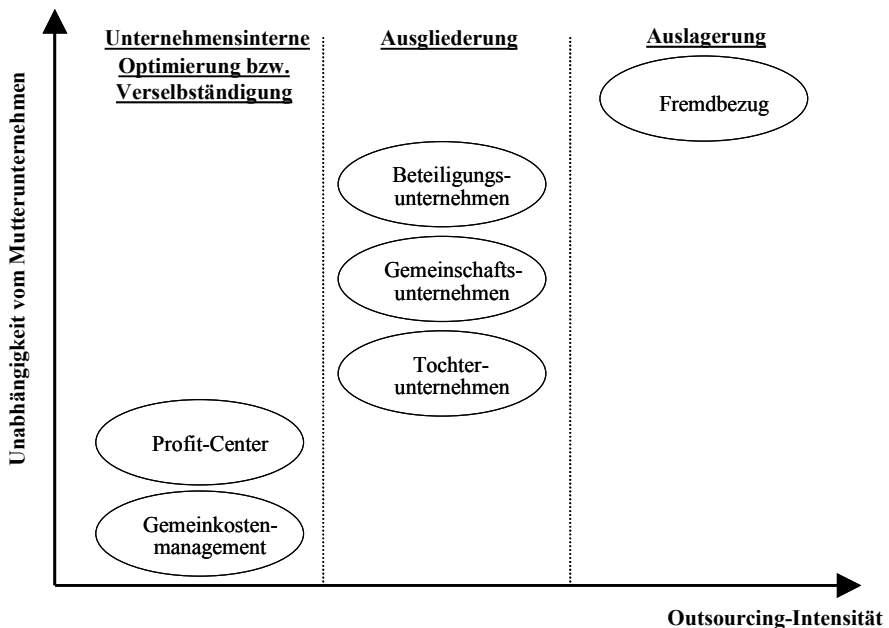 Unternehmensinterne
Optimierung bzw.
Verselbständigung
Ausgliederung
Auslagerung
Fremdbezug
Beteiligungs-
unternehmen
Gemeinschafts-
unternehmen
Tochter-
unternehmen
Profit-Center
Gemeinkosten-
management
Unabhängigkeit vom Mutterunternehmen
Outsourcing-Intensität